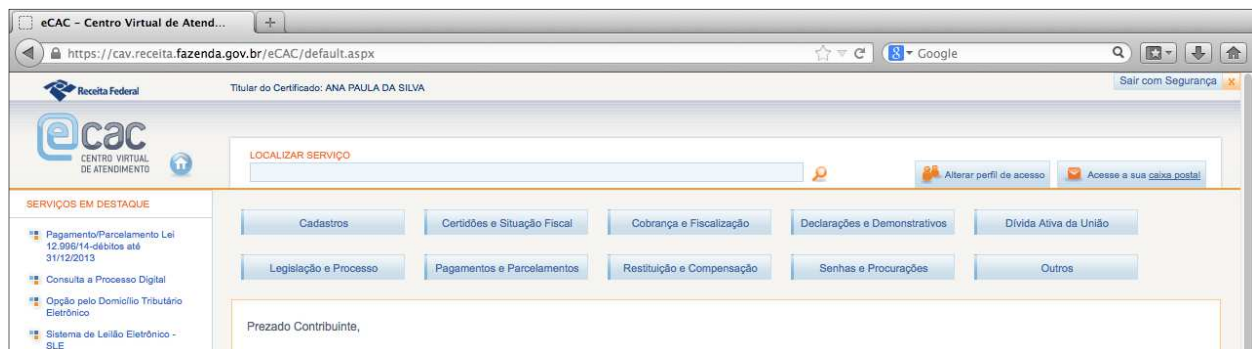 eCAC – Centro Virtual de Atend...
https://cav.receita.fazenda.gov.br/eCAC/default.aspx
Google
Receita Federal
Titular do Certificado: ANA PAULA DA SILVA
Sair com Segurança
x
ecac
CENTRO VIRTUAL
DE ATENDIMENTO
LOCALIZAR SERVIÇO
Alterar perfil de acesso
Acesse a sua caixa postal
SERVIÇOS EM DESTAQUE
Pagamento/Parcelamento Lei
12.996/14-débitos até
31/12/2013
Consulta a Processo Digital
Opção pelo Domicílio Tributário
Eletrônico
Sistema de Leilão Eletrônico -
SLE
Cadastros
Certidões e Situação Fiscal
Cobrança e Fiscalização
Declarações e Demonstrativos
Dívida Ativa da União
Legislação e Processo
Pagamentos e Parcelamentos
Restituição e Compensação
Senhas e Procurações
Outros
Prezado Contribuinte,